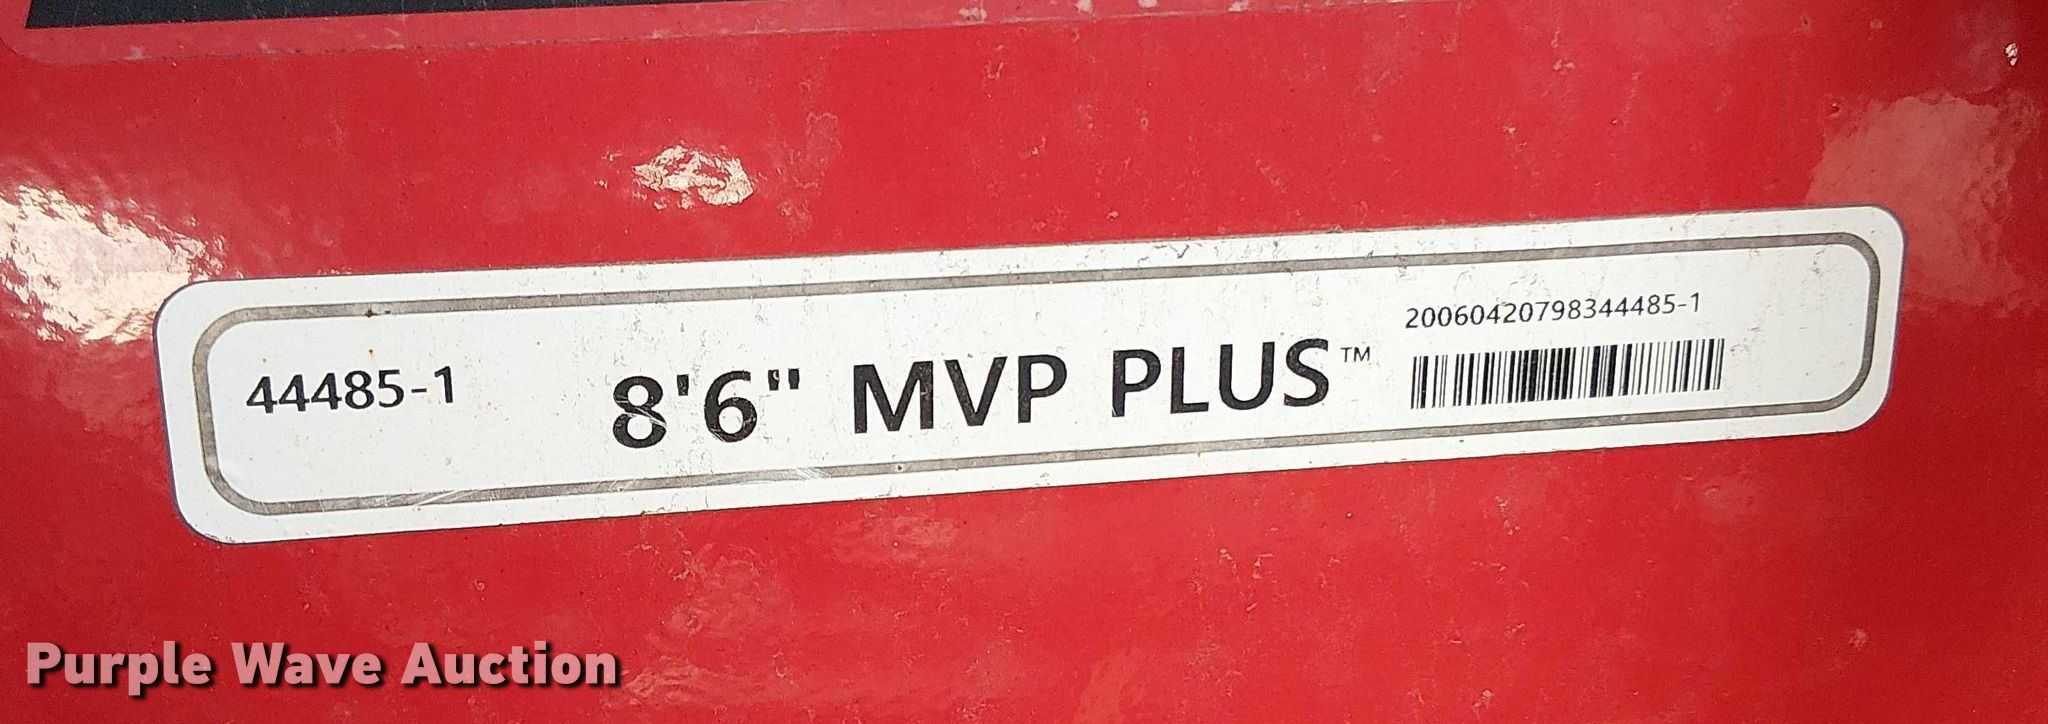 44485-1
8'6" MVP PLUS™
20060420798344485-1
Purple Wave Auction